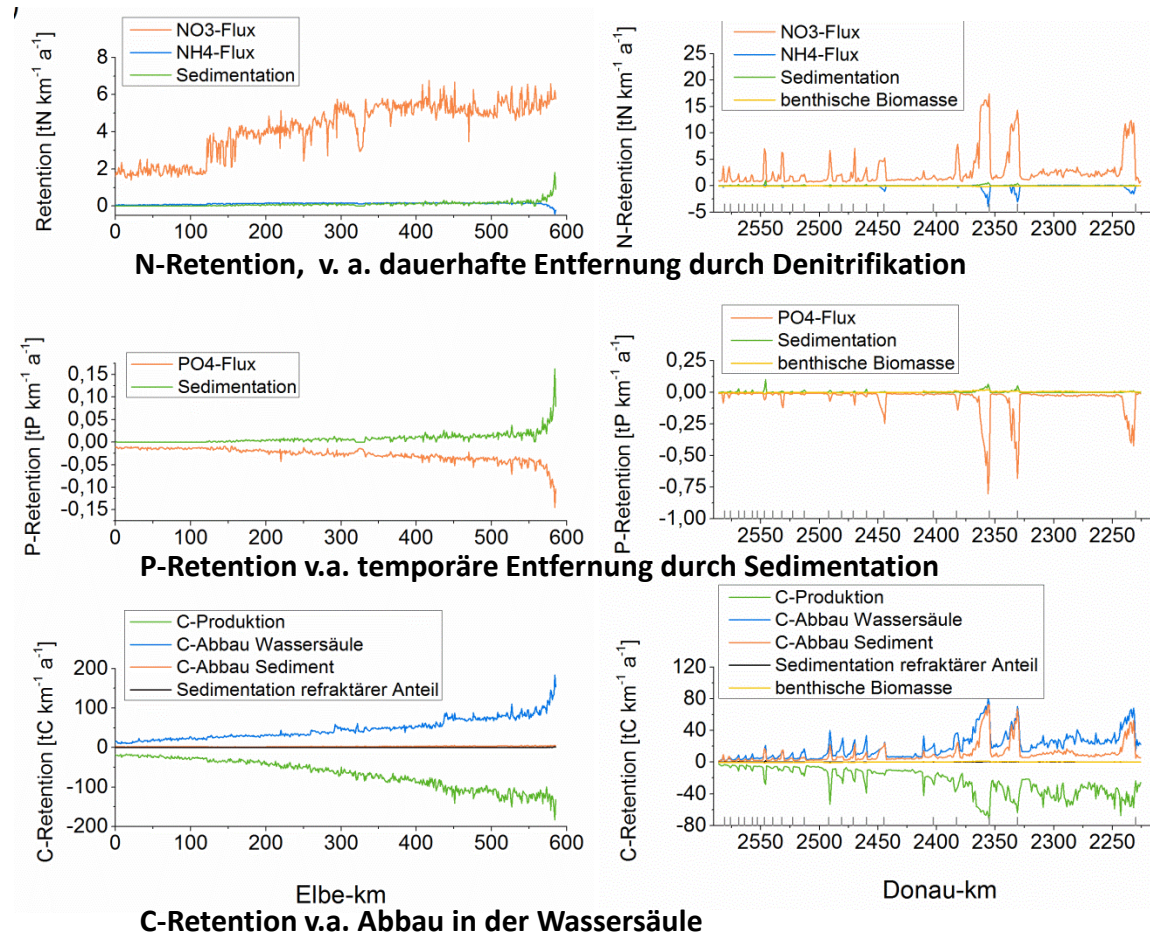 NO3-Flux
NH4-Flux
Sedimentation
Retention [tN km⁻¹ a⁻¹]
8
6
4
2
0
0 100 200 300 400 500 600
NO3-Flux
NH4-Flux
Sedimentation
benthische Biomasse
N-Retention [tN km⁻¹ a⁻¹]
25
20
15
10
5
0
-5
2550 2500 2450 2400 2350 2300 2250
N-Retention, v. a. dauerhafte Entfernung durch Denitrifikation
PO4-Flux
Sedimentation
P-Retention [tP km⁻¹ a⁻¹]
0,15
0,10
0,05
0,00
-0,05
-0,10
-0,15
0 100 200 300 400 500 600
PO4-Flux
Sedimentation
benthische Biomasse
P-Retention [tP km⁻¹ a⁻¹]
0,25
0,00
-0,25
-0,50
-0,75
-1,00
2550 2500 2450 2400 2350 2300 2250
P-Retention v.a. temporäre Entfernung durch Sedimentation
C-Produktion
C-Abbau Wassersäule
C-Abbau Sediment
Sedimentation refraktärer Anteil
C-Retention [tC km⁻¹ a⁻¹]
200
100
0
-100
-200
0 100 200 300 400 500 600
Elbe-km
C-Produktion
C-Abbau Wassersäule
C-Abbau Sediment
Sedimentation refraktärer Anteil
benthische Biomasse
C-Retention [tC km⁻¹ a⁻¹]
120
80
40
0
-40
-80
2550 2500 2450 2400 2350 2300 2250
Donau-km
C-Retention v.a. Abbau in der Wassersäule